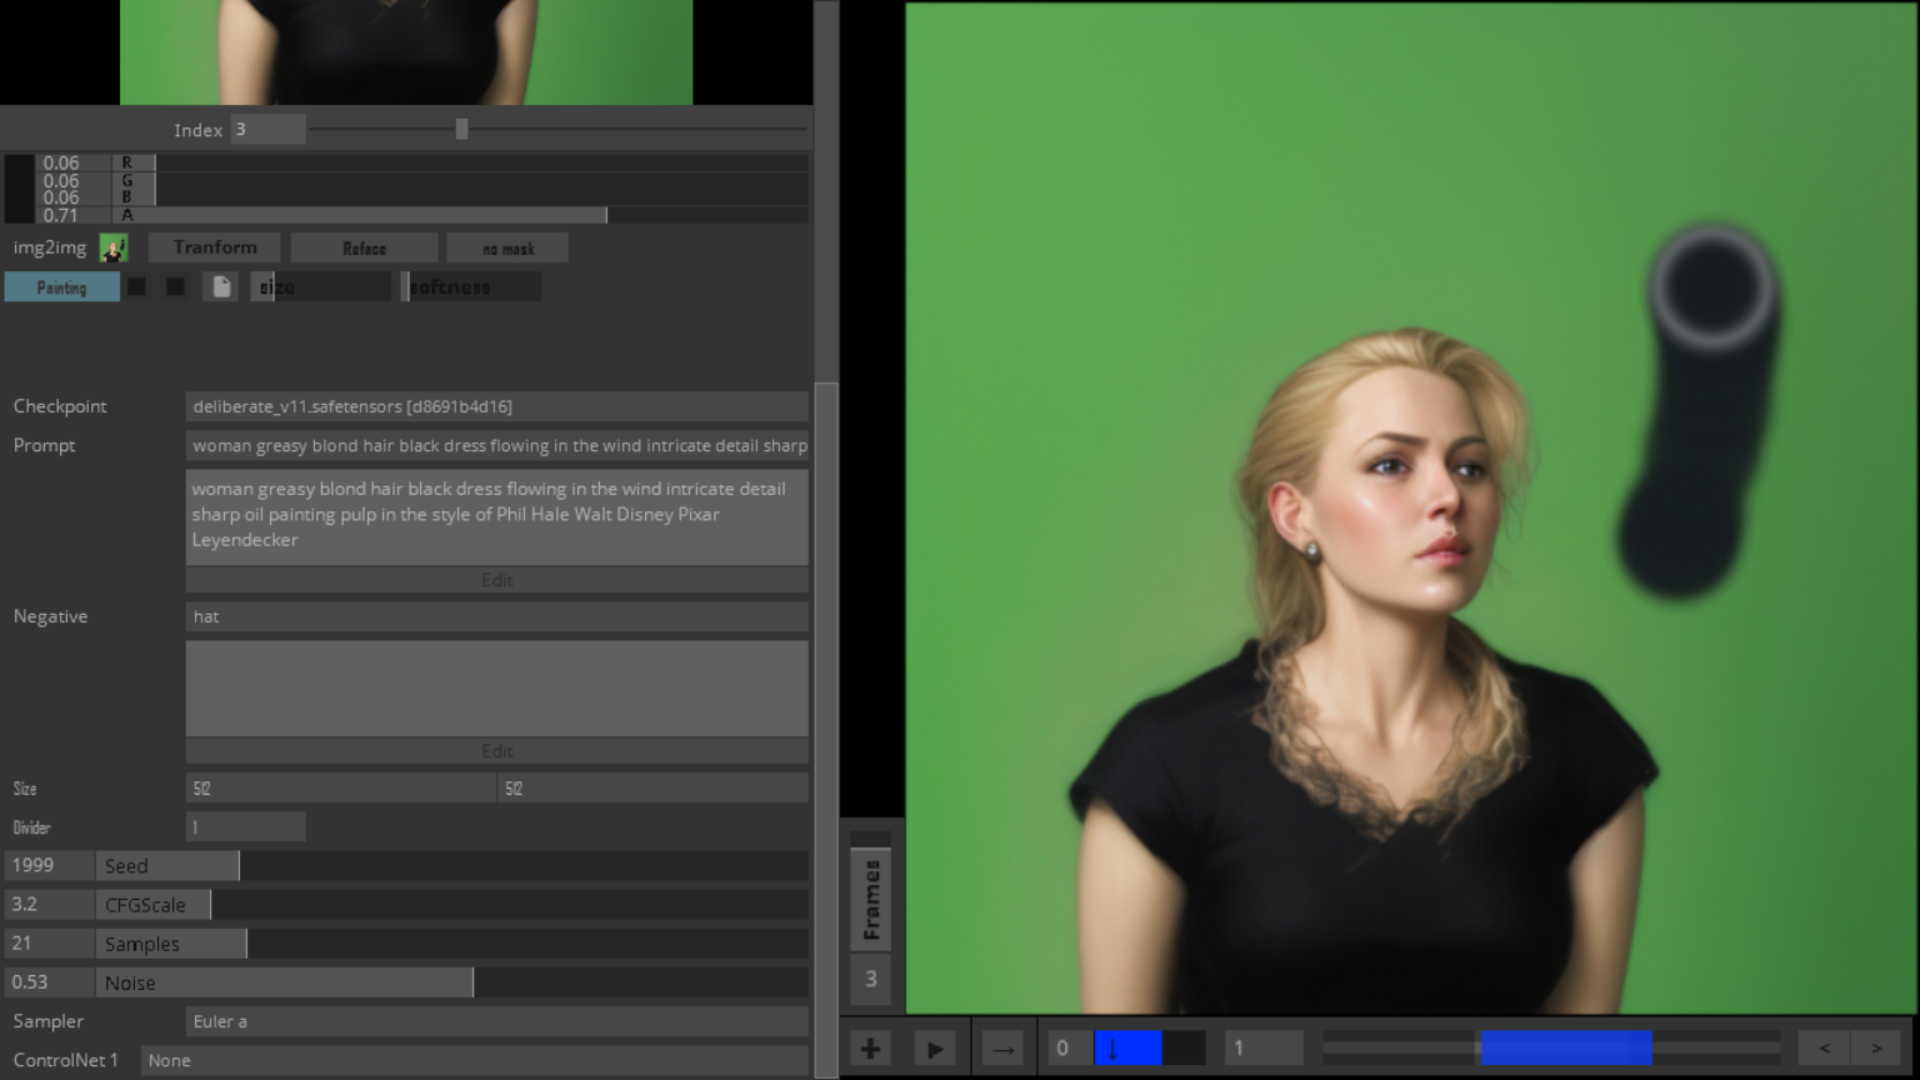 Index 3
0.06 R
0.06 G
0.06 B
0.71 A
img2img Tranform Reface no mask
Painting size softness
Checkpoint deliberate_v11.safetensors [d8691b4d16]
Prompt woman greasy blond hair black dress flowing in the wind intricate detail sharp
woman greasy blond hair black dress flowing in the wind intricate detail
sharp oil painting pulp in the style of Phil Hale Walt Disney Pixar
Leyendecker
Edit
Negative hat
Edit
Size 512 512
Divider 1
1999 Seed
3.2 CFGScale
21 Samples
0.53 Noise
Sampler Euler a
ControlNet 1 None
Frames
3
+ ▶ → 0 ↓ 1 < >